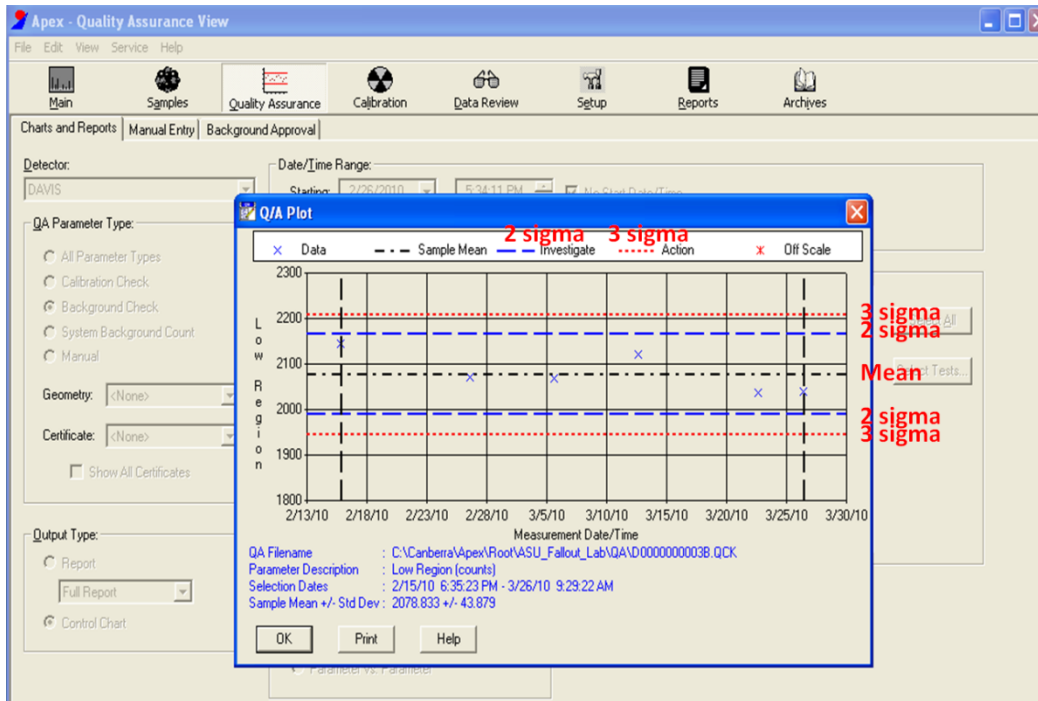 Apex - Quality Assurance View
File Edit View Service Help
Main Samples Quality Assurance Calibration Data Review Setup Reports Archives
Charts and Reports Manual Entry Background Approval
Detector:
DAVIS
Date/Time Range:
Starting: 2/26/2010 5:34:11 PM No Start Date/Time
QA Parameter Type:
All Parameter Types
Calibration Check
Background Check
System Background Count
Manual
Geometry: <None>
Certificate: <None>
Show All Certificates
Output Type:
Report
Full Report
Control Chart
Q/A Plot
2 sigma 3 sigma
Data Sample Mean Investigate Action Off Scale
2300
2200
2100
2000
1900
1800
Low Region
3 sigma
2 sigma
Mean
2 sigma
3 sigma
2/13/10 2/18/10 2/23/10 2/28/10 3/5/10 3/10/10 3/15/10 3/20/10 3/25/10 3/30/10
Measurement Date/Time
QA Filename : C:\Canberra\Apex\Root\ASU_Fallout_Lab\QA\D0000000003B.QCK
Parameter Description : Low Region (counts)
Selection Dates : 2/15/10 6:35:23 PM - 3/26/10 9:29:22 AM
Sample Mean +/- Std Dev : 2078.833 +/- 43.879
OK Print Help
All
Tests...
Parameter vs. Parameter